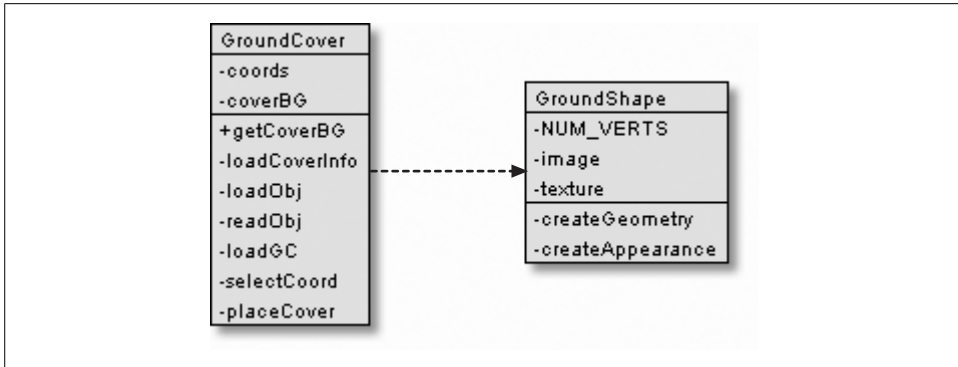 GroundCover
-coords
-coverBG
+getCoverBG
-loadCoverInfo
-loadObj
-readObj
-loadGC
-selectCoord
-placeCover
GroundShape
-NUM_VERTS
-image
-texture
-createGeometry
-createAppearance